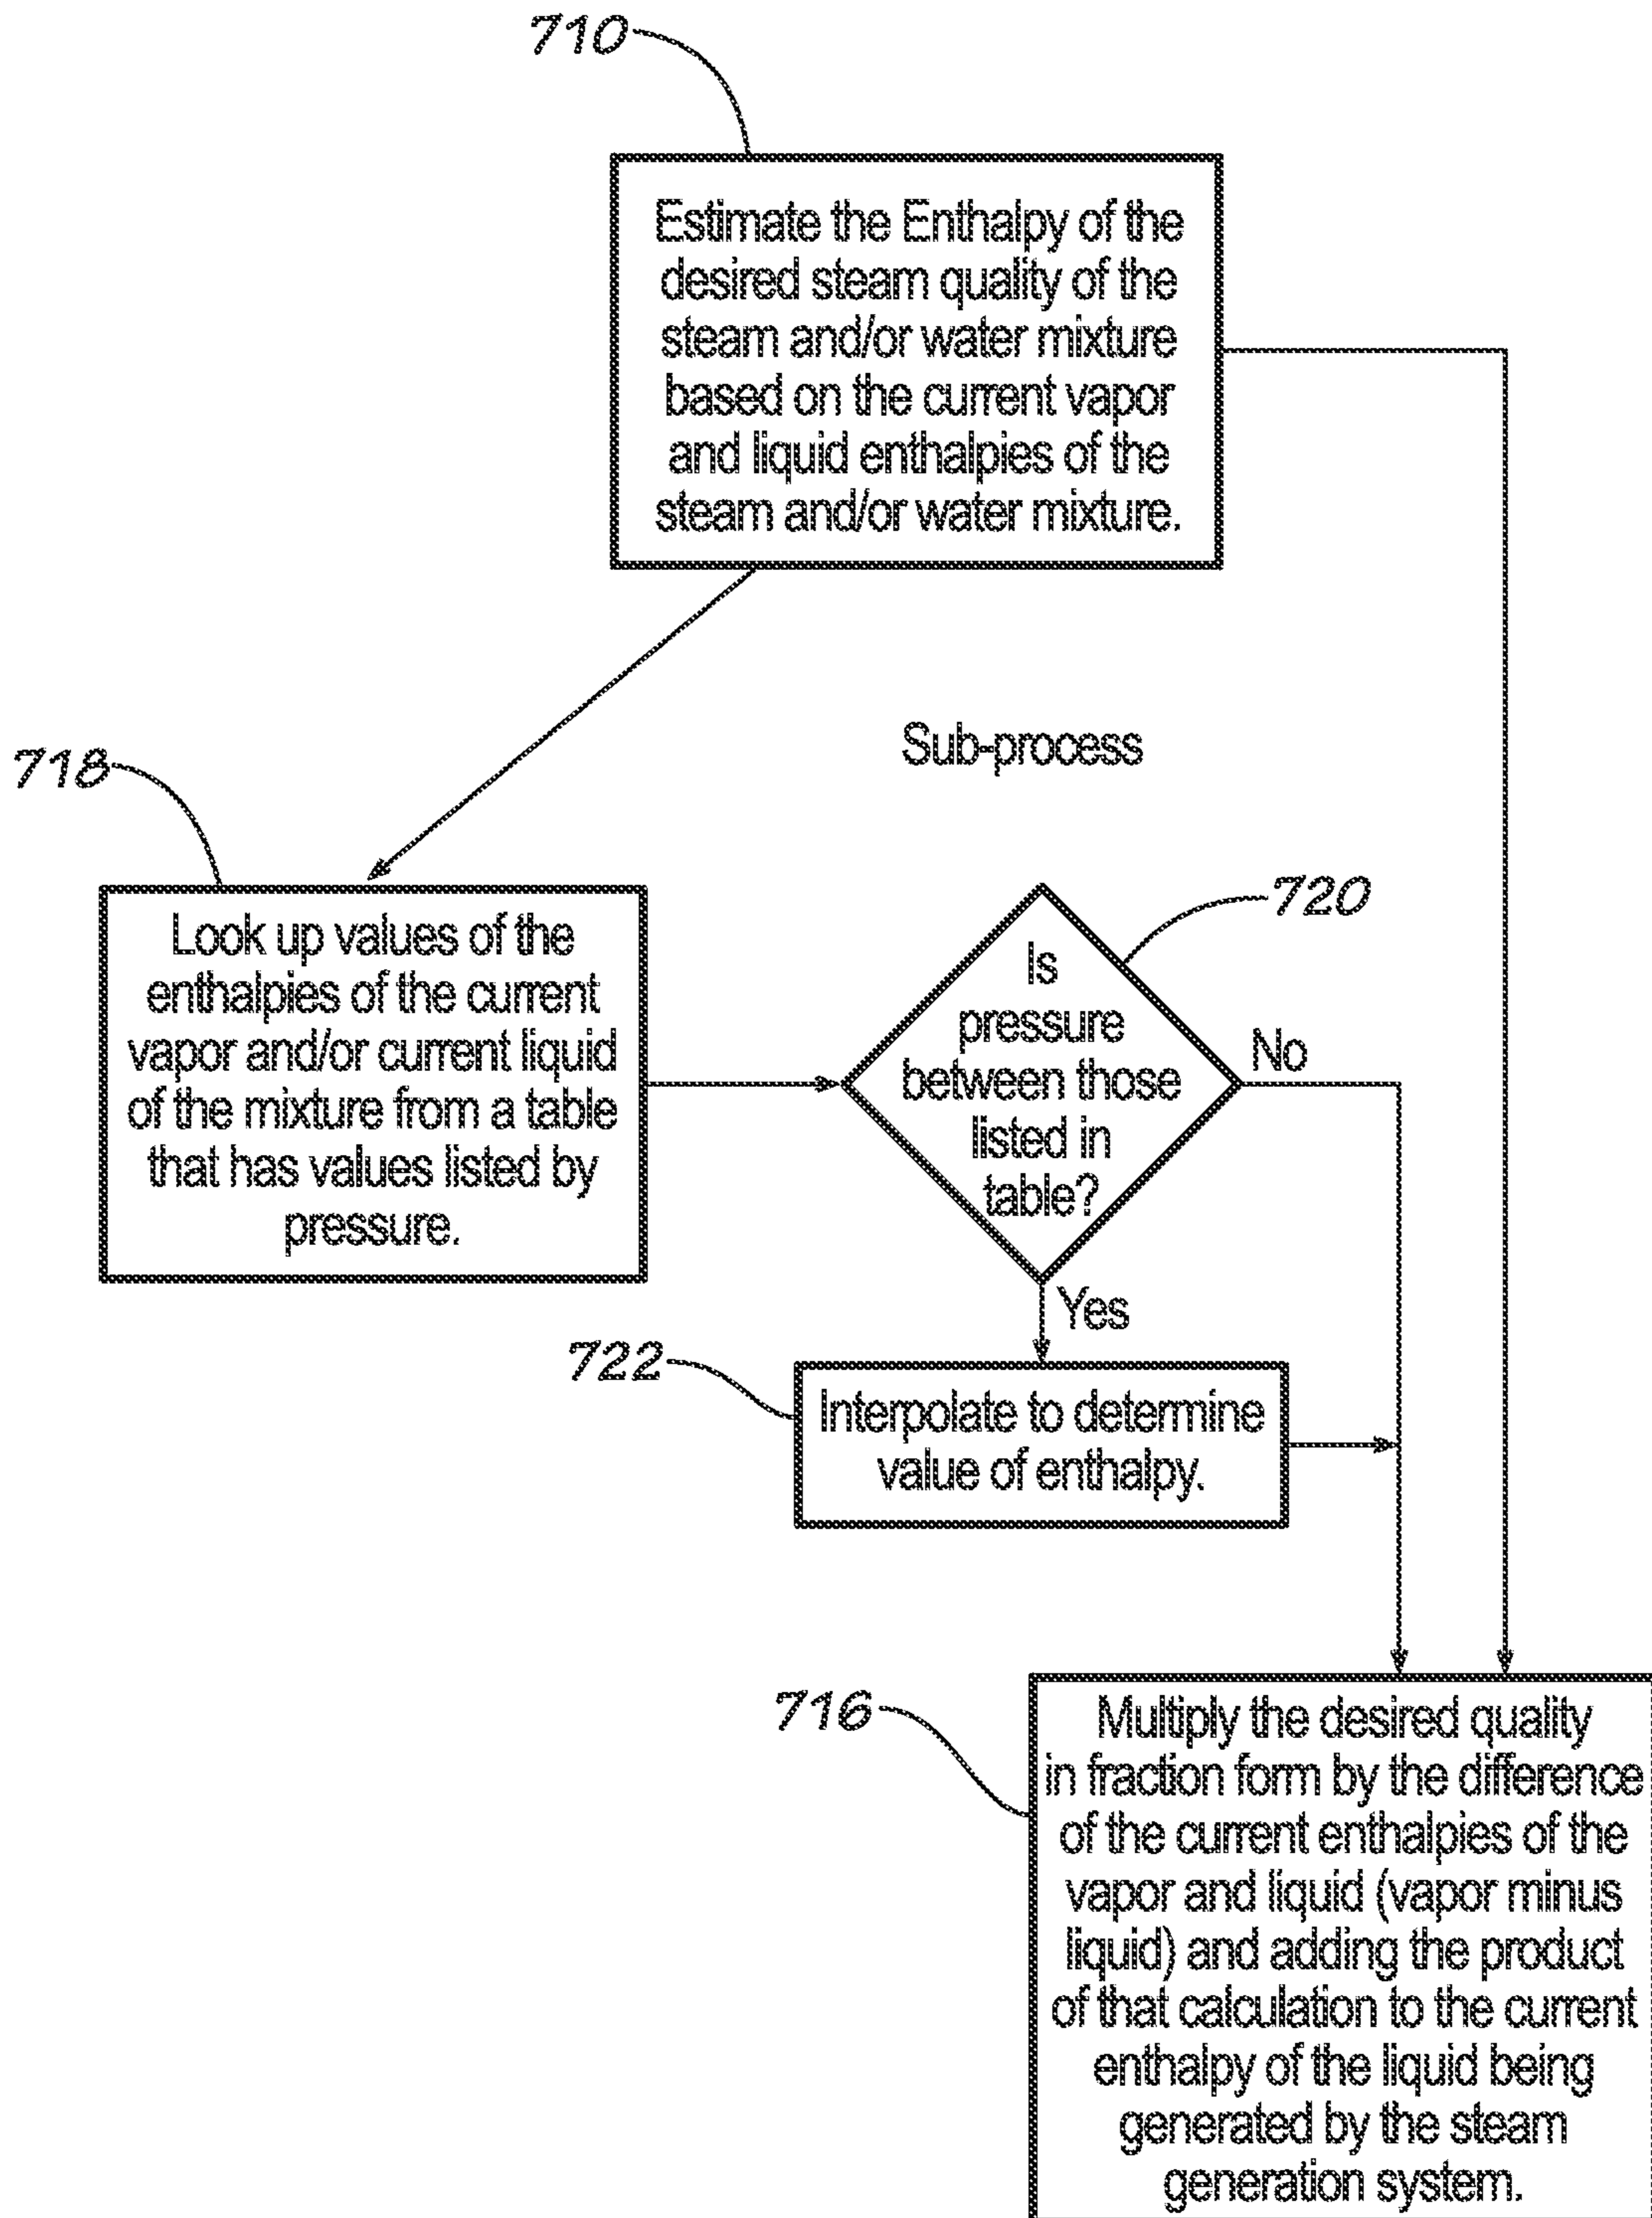 710
Estimate the Enthalpy of the
desired steam quality of the
steam and/or water mixture
based on the current vapor
and liquid enthalpies of the
steam and/or water mixture.
Sub-process
718
Look up values of the
enthalpies of the current
vapor and/or current liquid
of the mixture from a table
that has values listed by
pressure.
720
Is
pressure
between those
listed in
table?
No
Yes
722
Interpolate to determine
value of enthalpy.
716
Multiply the desired quality
in fraction form by the difference
of the current enthalpies of the
vapor and liquid (vapor minus
liquid) and adding the product
of that calculation to the current
enthalpy of the liquid being
generated by the steam
generation system.